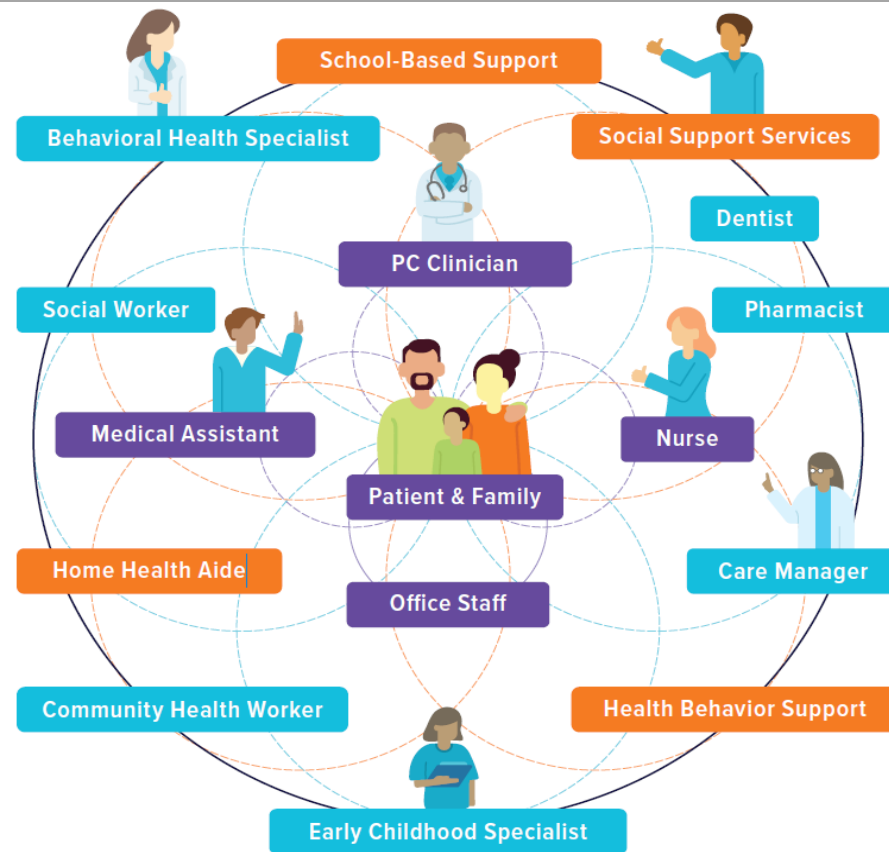 School-Based Support
Behavioral Health Specialist
Social Support Services
Dentist
PC Clinician
Social Worker
Pharmacist
Medical Assistant
Nurse
Patient & Family
Home Health Aide
Care Manager
Office Staff
Community Health Worker
Health Behavior Support
Early Childhood Specialist